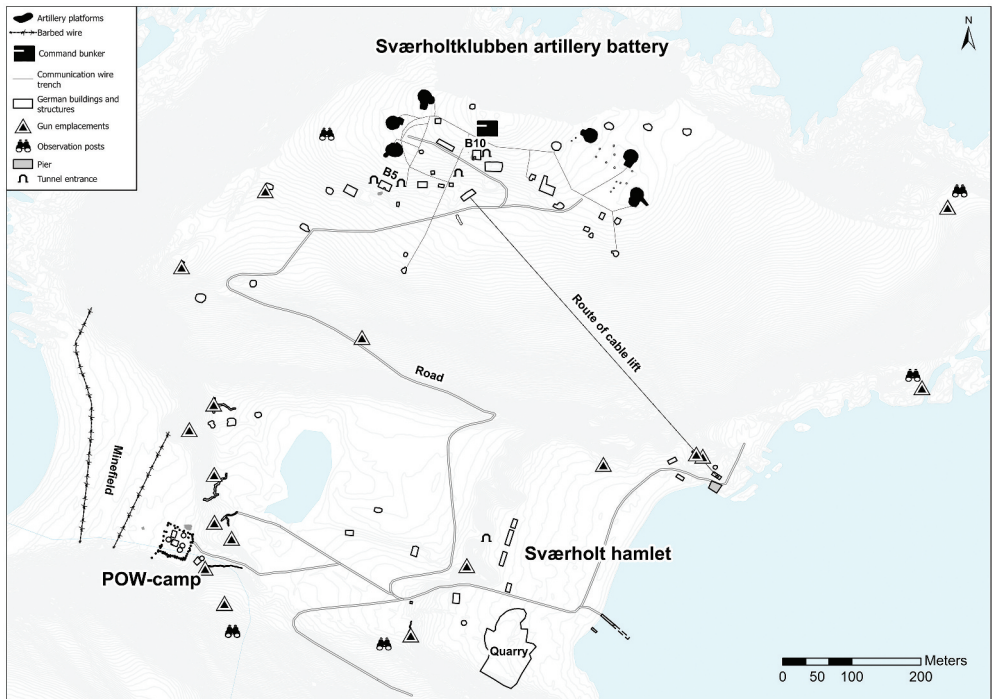 Artillery platforms
Barbed wire
Command bunker
Communication wire
trench
German buildings and
structures
Gun emplacements
Observation posts
Pier
Tunnel entrance
Sværholtklubben artillery battery
N
B10
B5
Route of cable lift
Road
Minefield
POW-camp
Sværholt hamlet
Quarry
Meters
0 50 100 200